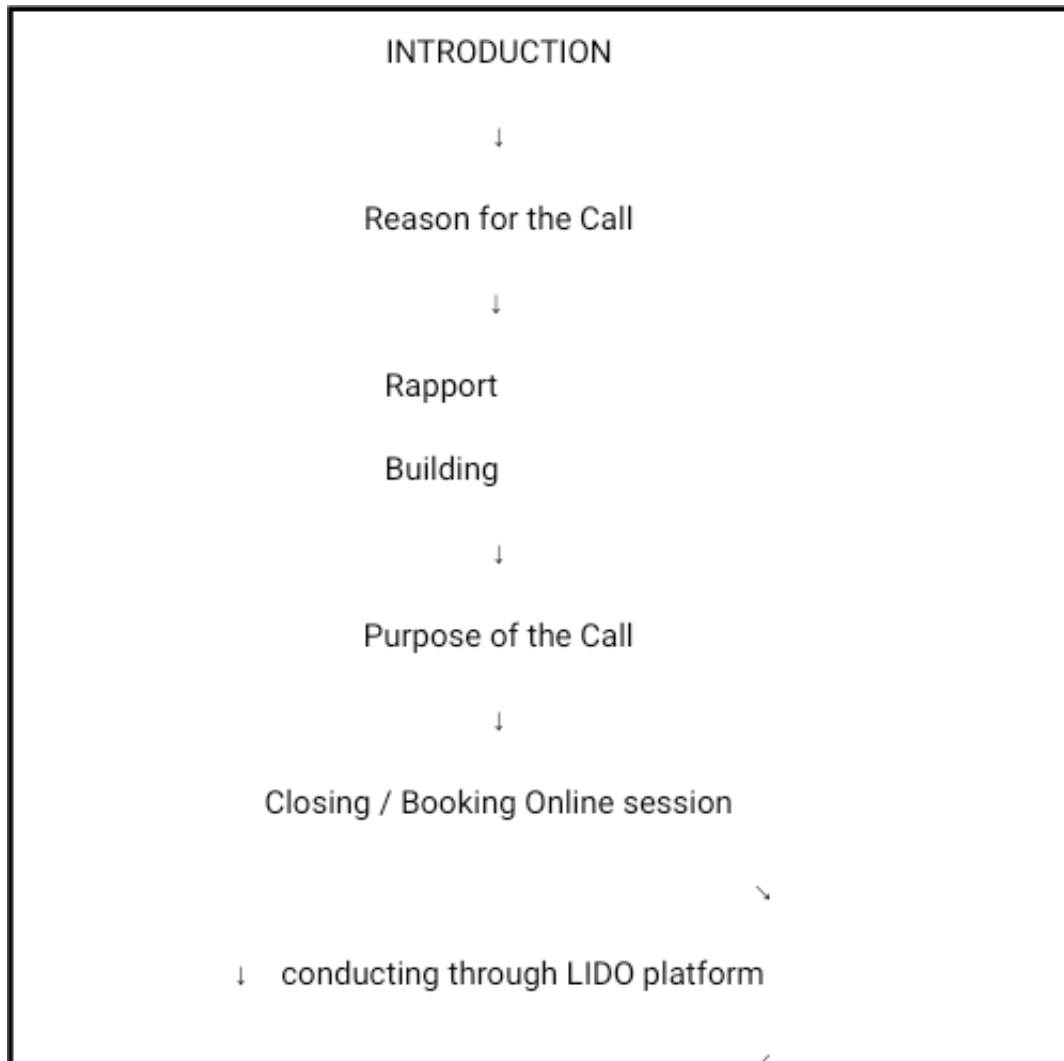 INTRODUCTION
↓
Reason for the Call
↓
Rapport
Building
↓
Purpose of the Call
↓
Closing / Booking Online session
↘
↓ conducting through LIDO platform